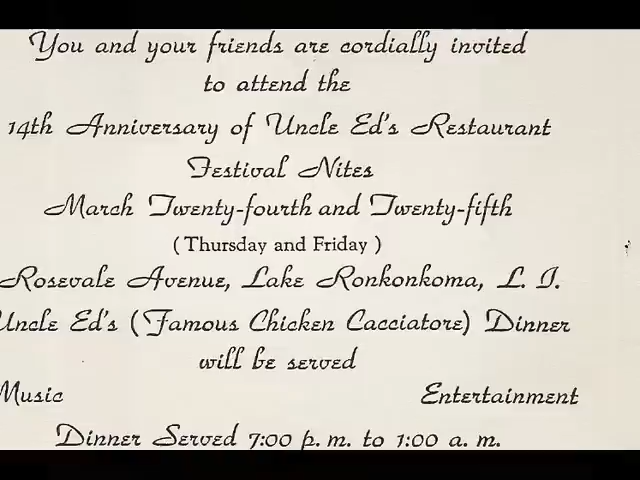 You and your friends are cordially invited
to attend the
14th Anniversary of Uncle Ed's Restaurant
Festival Nites
March Twenty-fourth and Twenty-fifth
( Thursday and Friday )
Rosevale Avenue, Lake Ronkonkoma, L. I.
Uncle Ed's (Famous Chicken Cacciatore) Dinner
will be served
Music Entertainment
Dinner Served 7:00 p. m. to 1:00 a. m.